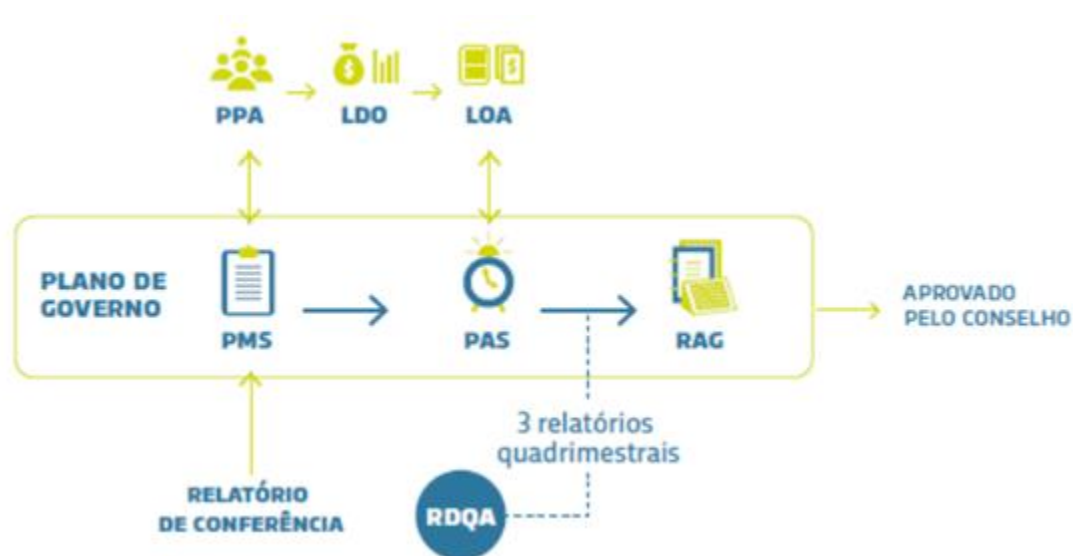 PPA
LDO
LOA
PLANO DE
GOVERNO
PMS
PAS
RAG
APROVADO
PELO CONSELHO
3 relatórios
quadrimestrais
RELATÓRIO
DE CONFERÊNCIA
RDQA